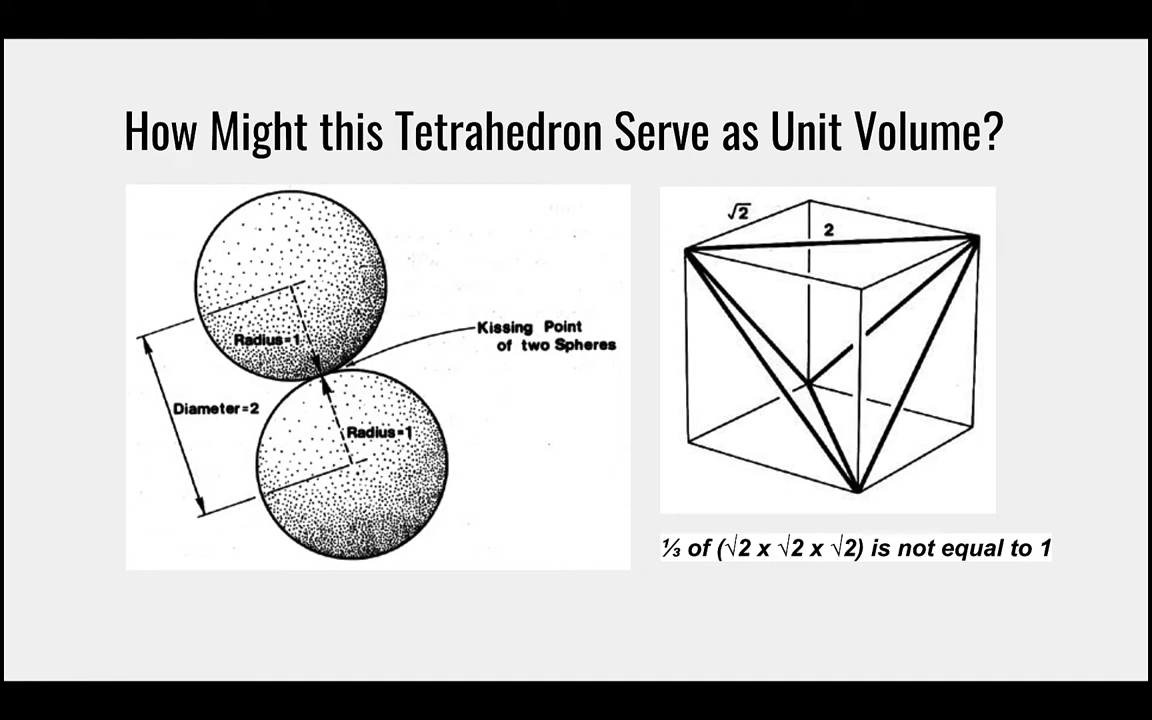 How Might this Tetrahedron Serve as Unit Volume?
Radius=1
Kissing Point
of two Spheres
Diameter=2
Radius=1
√2
2
⅓ of (√2 x √2 x √2) is not equal to 1